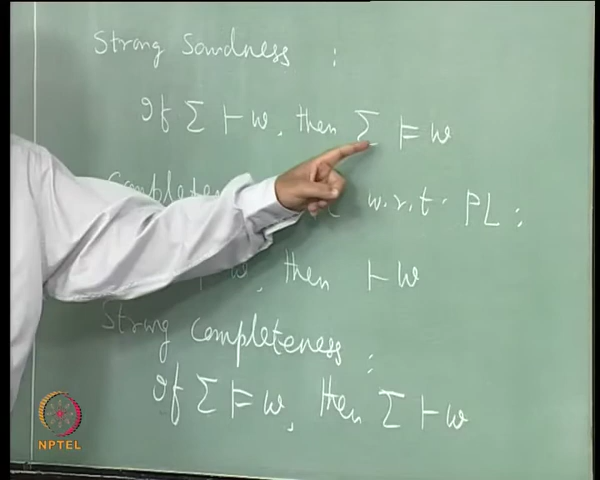 Strong Soundness :
If Σ ⊢ w, then Σ ⊨ w
w.r.t. PL :
w, then ⊢ w
Strong Completeness :
If Σ ⊨ w, then Σ ⊢ w
NPTEL